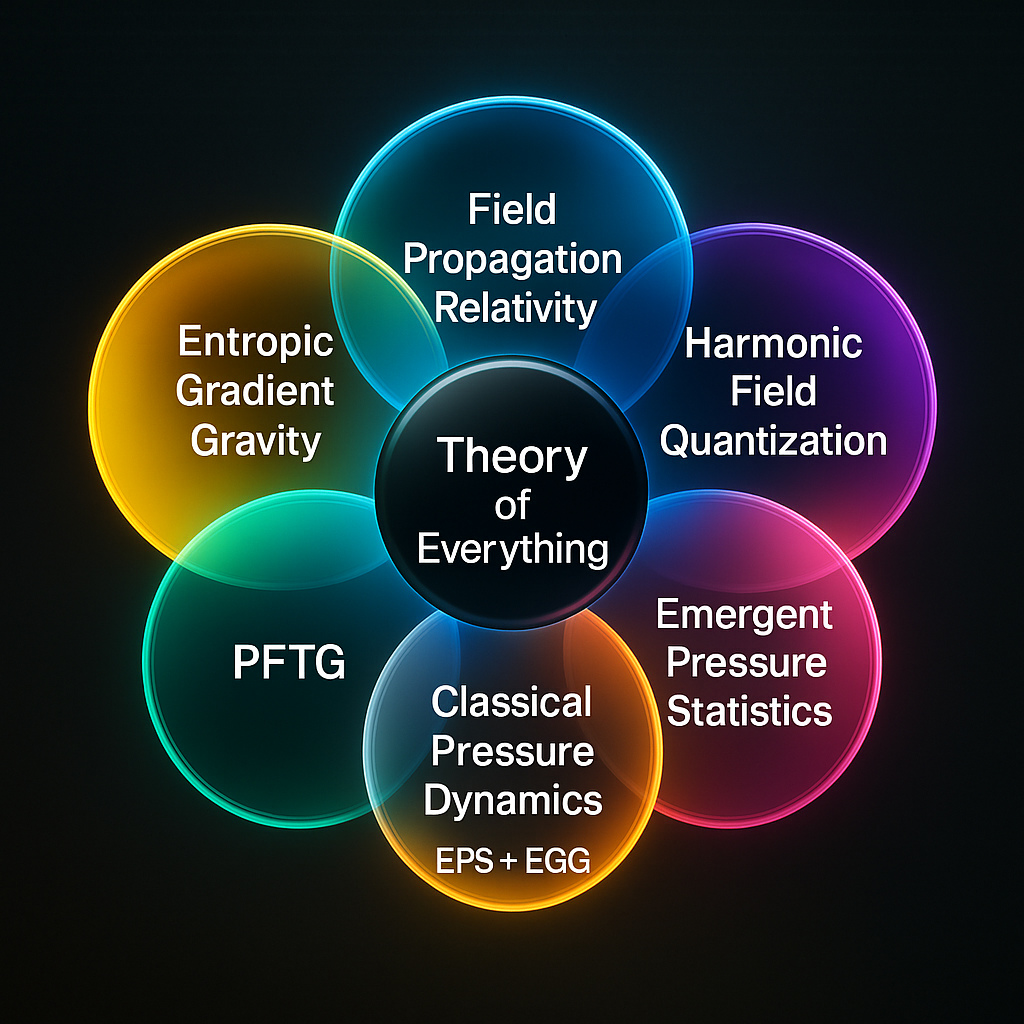 Field
Propagation
Relativity
Entropic
Gradient
Gravity
Harmonic
Field
Quantization
Theory
of
Everything
PFTG
Emergent
Pressure
Statistics
Classical
Pressure
Dynamics
EPS + EGG